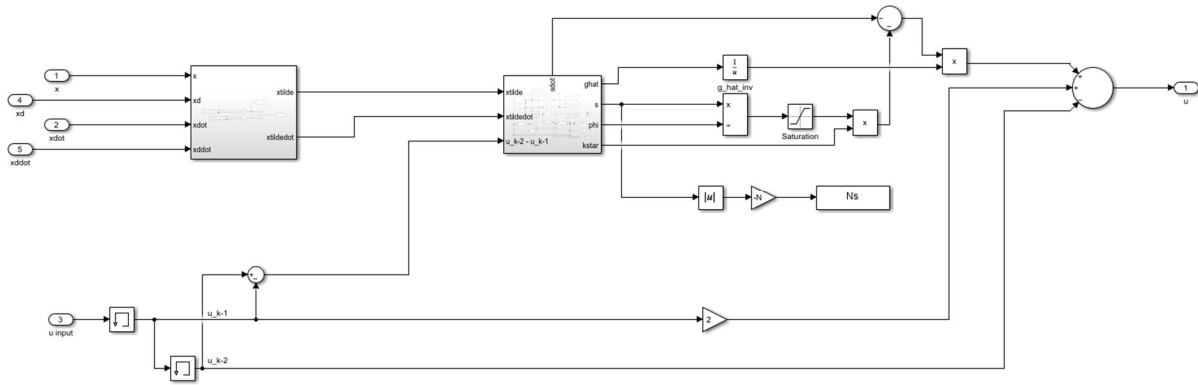 1
x
4
xd
2
xdot
5
xddot
x
xd
xdot
xddot
xtilde
xtildedot
xtilde
xtildedot
u_k-2 - u_k-1
sdot
ghat
s
phi
kstar
1
u
g_hat_inv
x
÷
Saturation
x
x
-
-
|u|
-N
Ns
+
+
-
1
u
+
-
3
u input
u_k-1
2
u_k-2